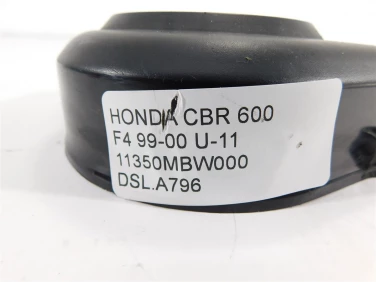 HONDA CBR 600
F4 99-00 U-11
11350MBW000
DSL.A796